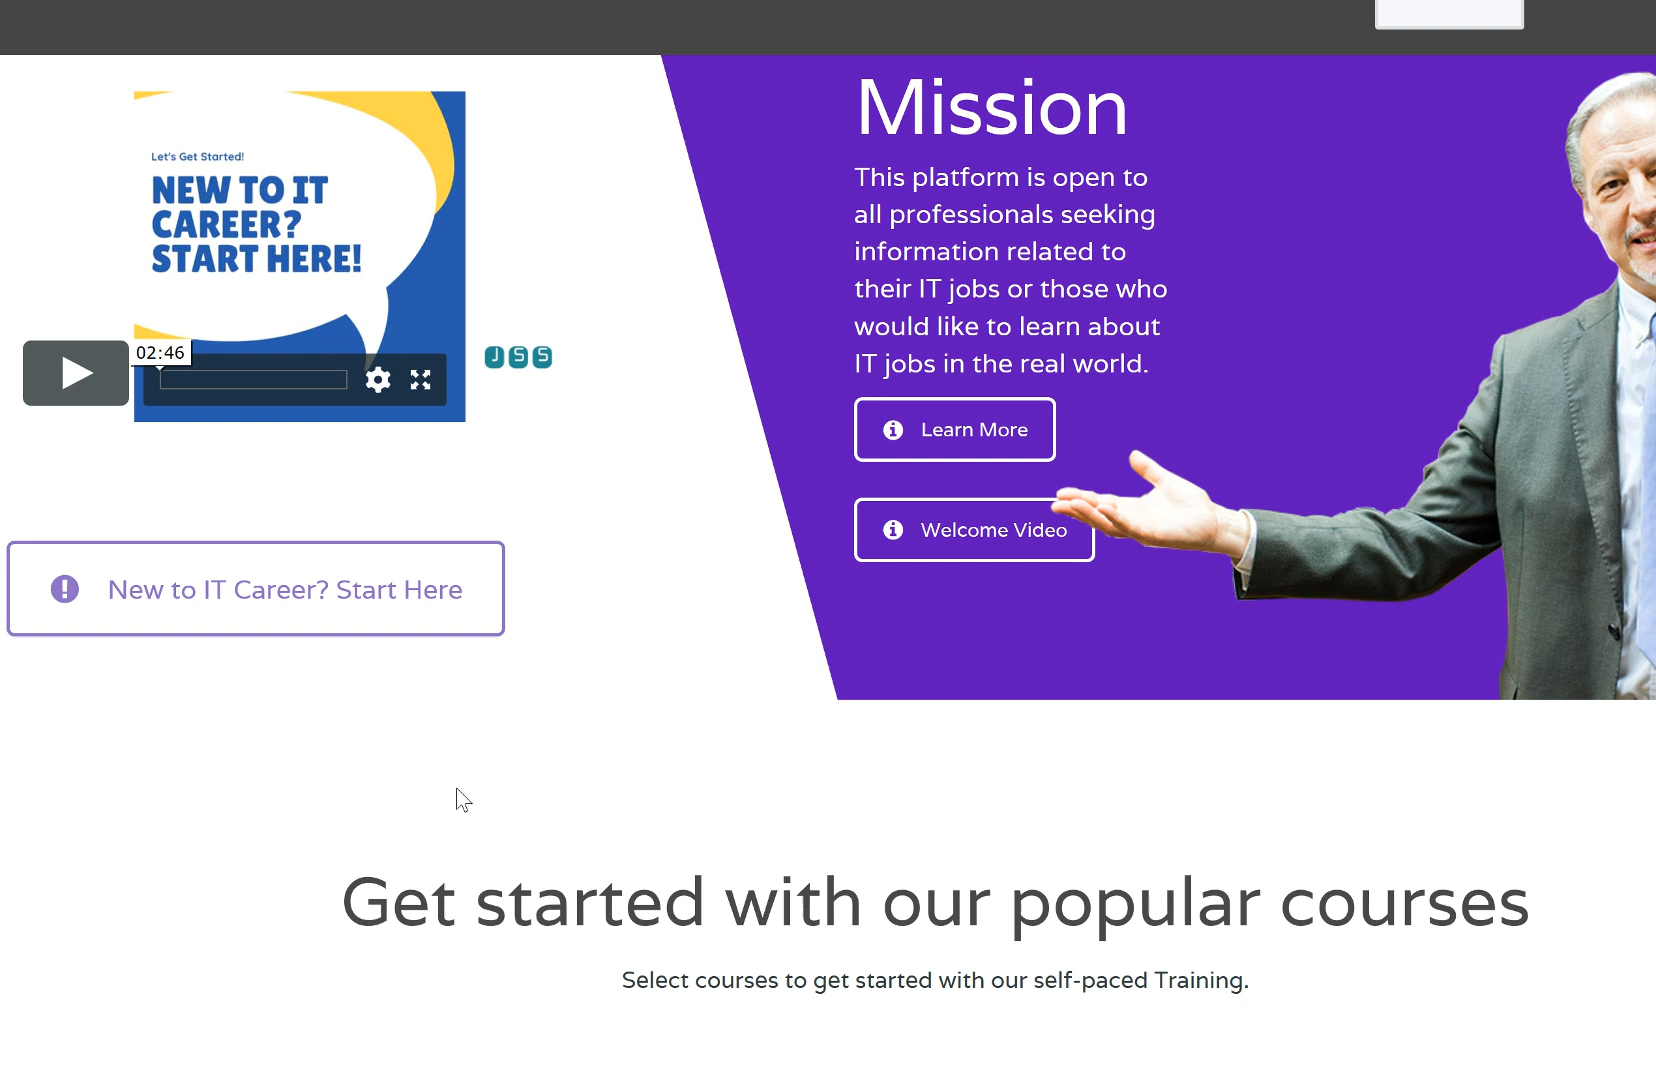 Let's Get Started!
NEW TO IT
CAREER?
START HERE!
02:46
JSS
New to IT Career? Start Here
Mission
This platform is open to
all professionals seeking
information related to
their IT jobs or those who
would like to learn about
IT jobs in the real world.
Learn More
Welcome Video
Get started with our popular courses
Select courses to get started with our self-paced Training.